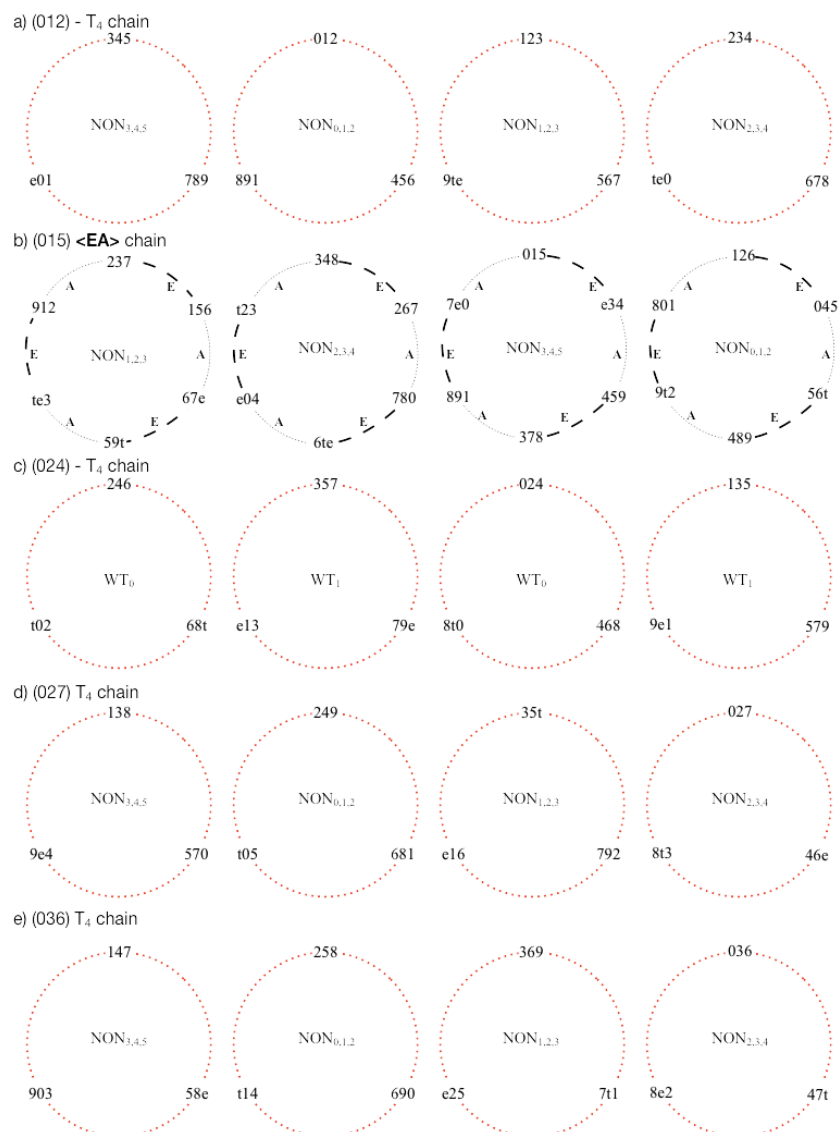 a) (012) - T₄ chain
345 012 123 234
NON₃,₄,₅ NON₀,₁,₂ NON₁,₂,₃ NON₂,₃,₄
e01 789 891 456 9te 567 te0 678
b) (015) <EA> chain
237 348 015 126
A E A E A E A E
912 156 t23 267 7e0 e34 801 045
E NON₁,₂,₃ A E NON₂,₃,₄ A E NON₃,₄,₅ A E NON₀,₁,₂ A
te3 67e e04 780 891 459 9t2 56t
A E A E A E A E
59t 6te 378 489
c) (024) - T₄ chain
246 357 024 135
WT₀ WT₁ WT₀ WT₁
t02 68t e13 79e 8t0 468 9e1 579
d) (027) T₄ chain
138 249 35t 027
NON₃,₄,₅ NON₀,₁,₂ NON₁,₂,₃ NON₂,₃,₄
9e4 570 t05 681 e16 792 8t3 46e
e) (036) T₄ chain
147 258 369 036
NON₃,₄,₅ NON₀,₁,₂ NON₁,₂,₃ NON₂,₃,₄
903 58e t14 690 e25 7t1 8e2 47t